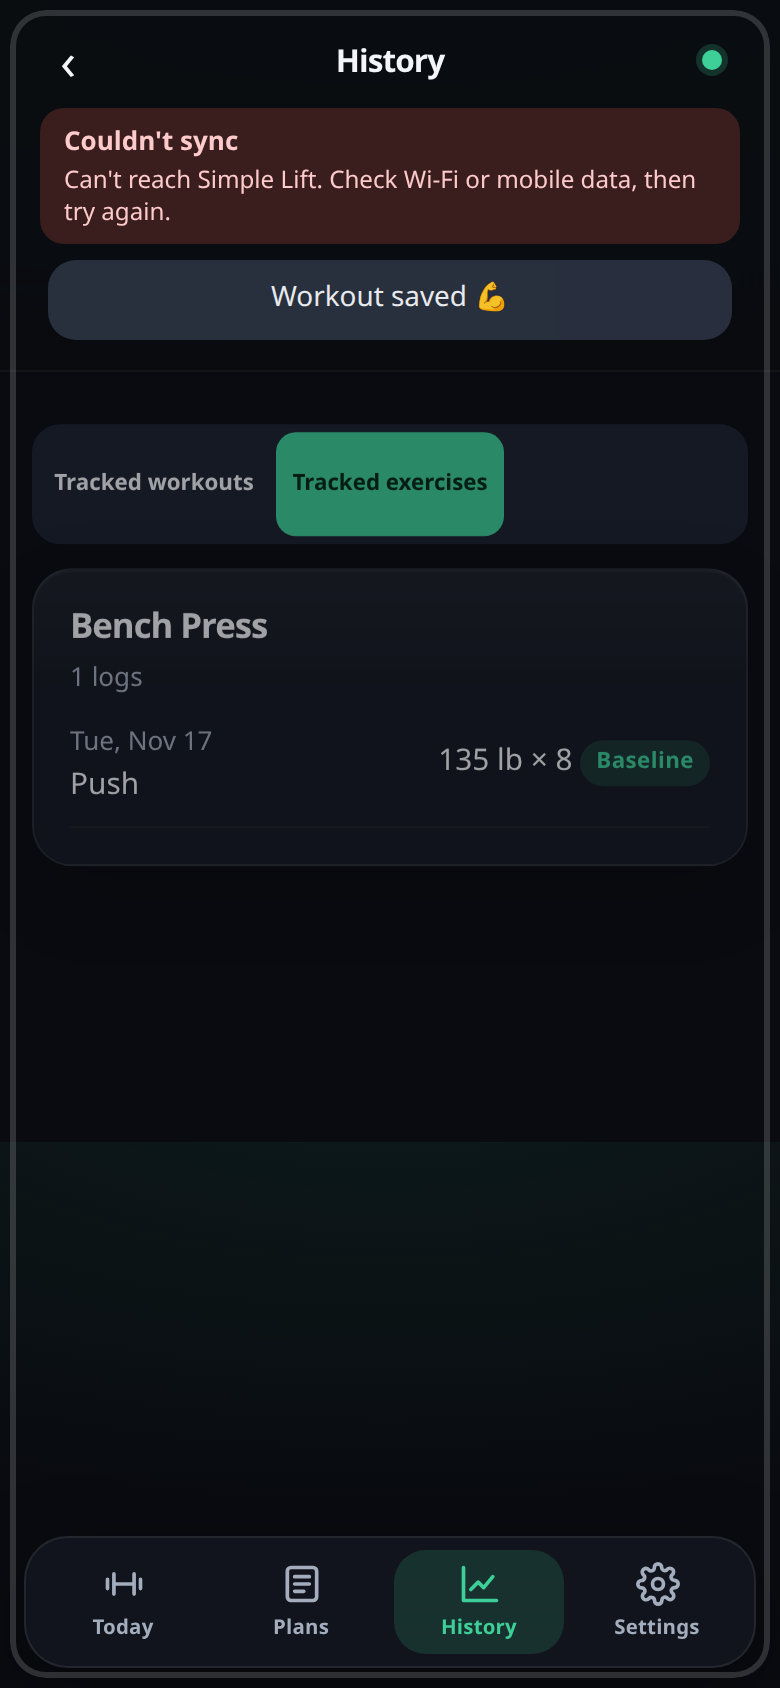 ‹ History
Couldn't sync
Can't reach Simple Lift. Check Wi-Fi or mobile data, then
try again.
Workout saved 💪
Tracked workouts Tracked exercises
Bench Press
1 logs
Tue, Nov 17
Push
135 lb × 8 Baseline
Today Plans History Settings